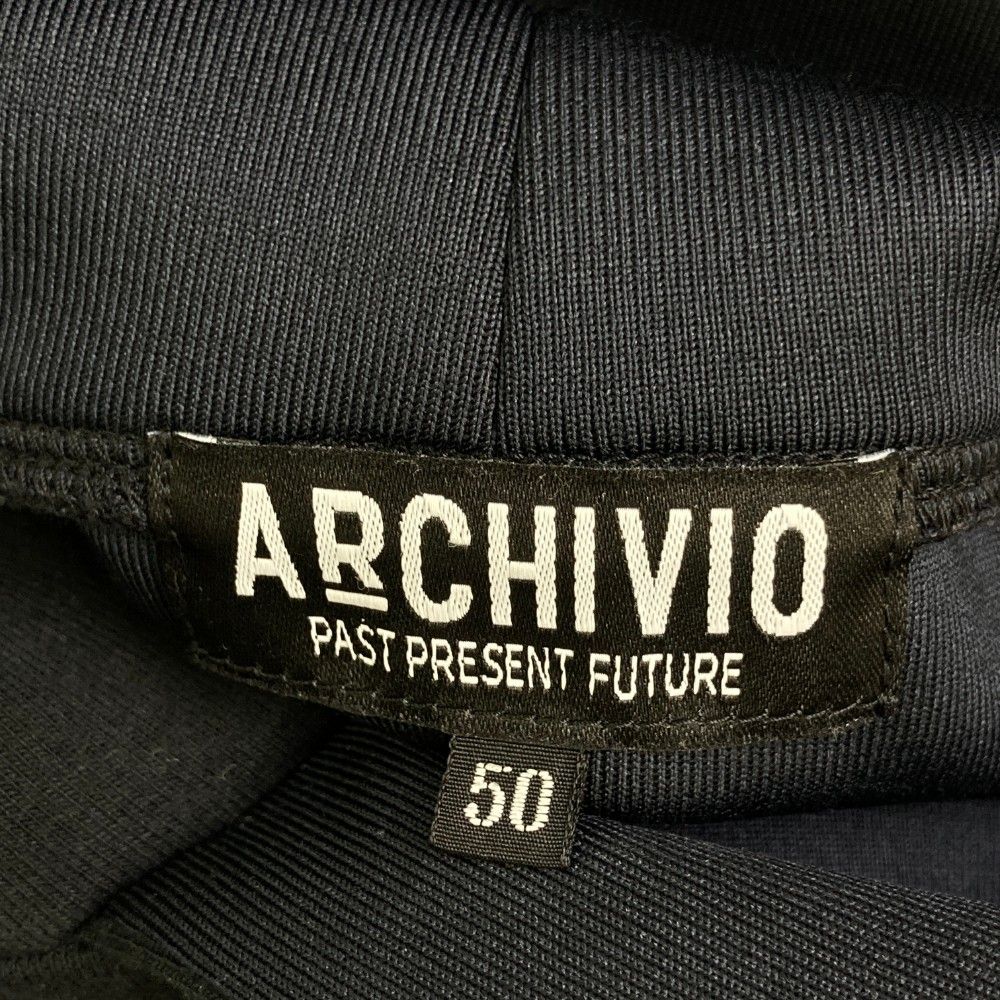 ARCHIVIO
PAST PRESENT FUTURE
50